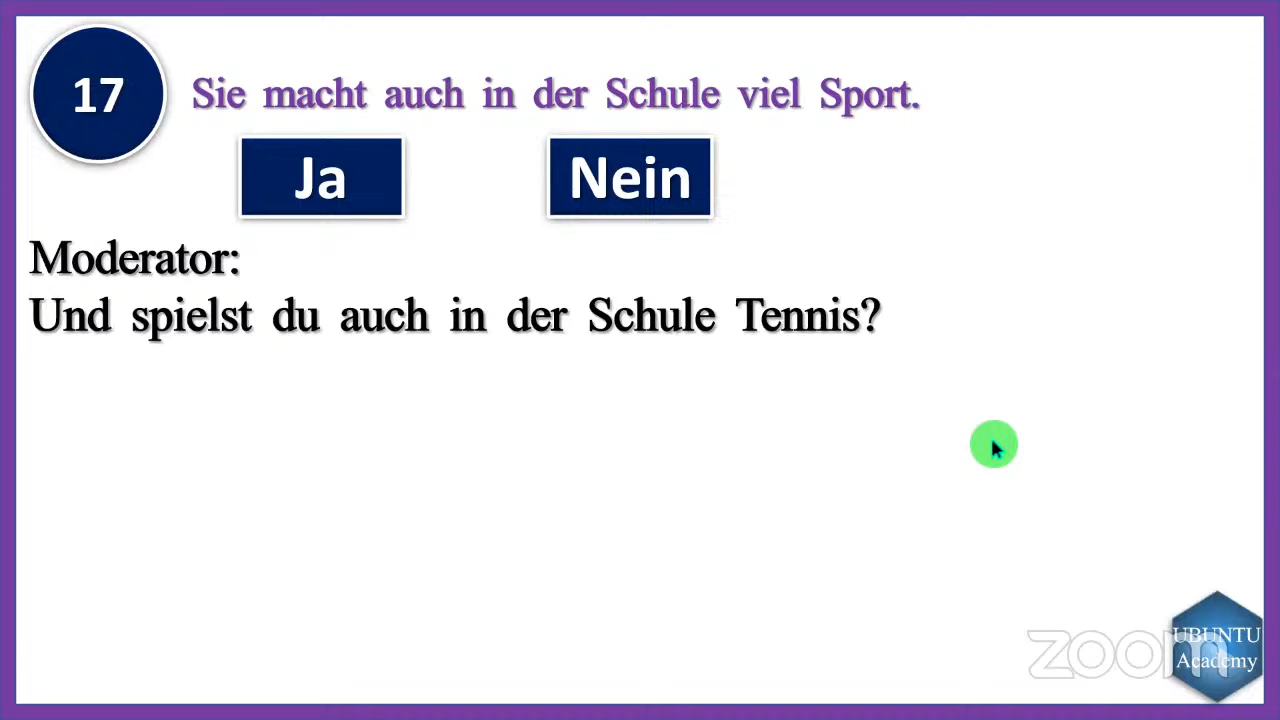 17
Sie macht auch in der Schule viel Sport.
Ja
Nein
Moderator:
Und spielst du auch in der Schule Tennis?
zoom
UBUNTU
Academy